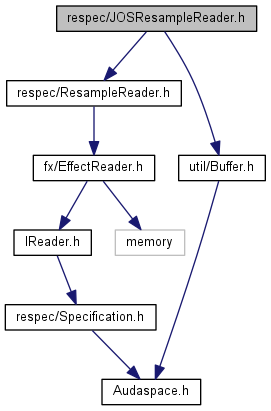 respec/JOSResampleReader.h
respec/ResampleReader.h
fx/EffectReader.h
util/Buffer.h
IReader.h
memory
respec/Specification.h
Audaspace.h